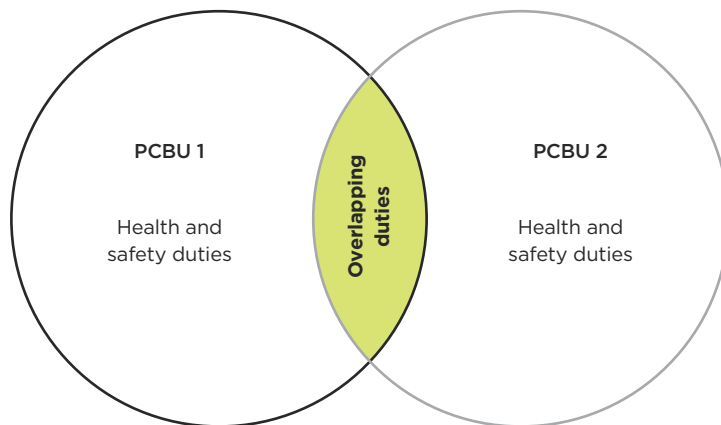 PCBU 1
Health and
safety duties
Overlapping
duties
PCBU 2
Health and
safety duties